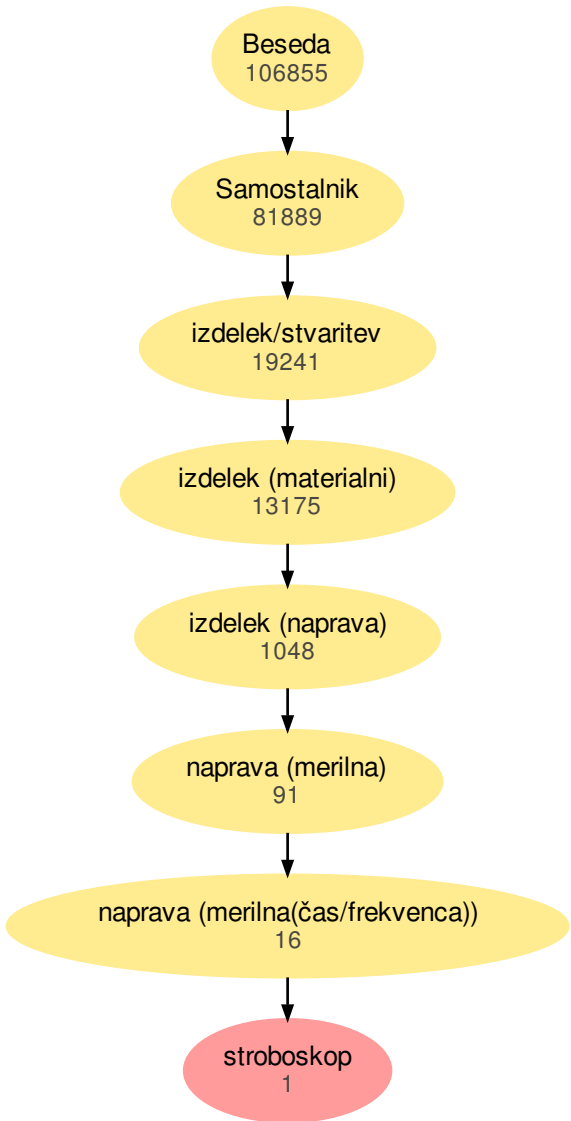 Beseda
106855
Samostalnik
81889
izdelek/stvaritev
19241
izdelek (materialni)
13175
izdelek (naprava)
1048
naprava (merilna)
91
naprava (merilna(čas/frekvenca))
16
stroboskop
1